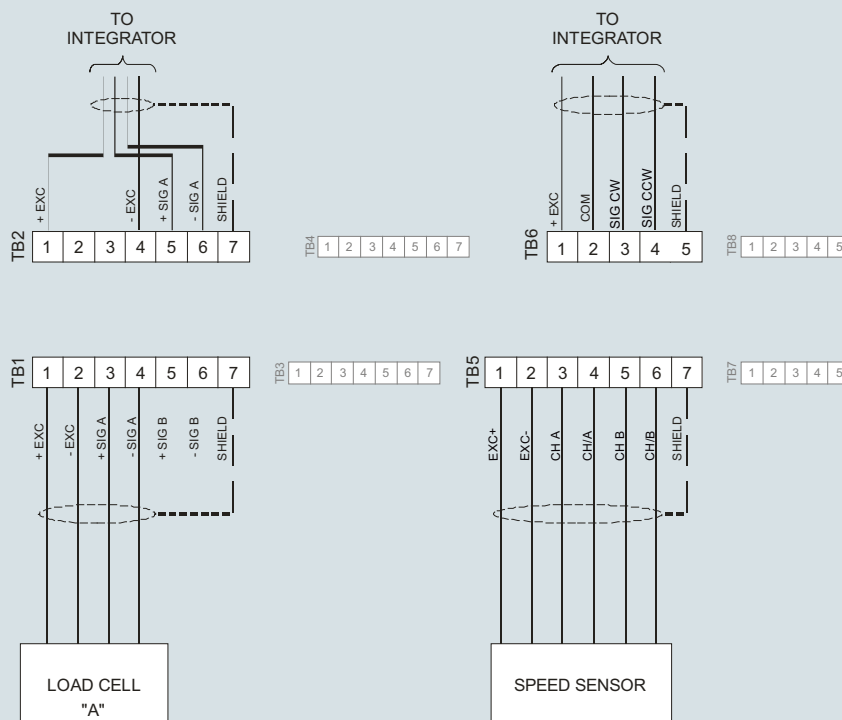 TO
INTEGRATOR
TO
INTEGRATOR
+ EXC
- EXC
+ SIG A
- SIG A
SHIELD
+ EXC
COM
SIG CW
SIG CCW
SHIELD
TB2
1 2 3 4 5 6 7
TB4
1 2 3 4 5 6 7
TB6
1 2 3 4 5
TB8
1 2 3 4 5
TB1
1 2 3 4 5 6 7
TB3
1 2 3 4 5 6 7
TB5
1 2 3 4 5 6 7
TB7
1 2 3 4 5
+ EXC
- EXC
+ SIG A
- SIG A
+ SIG B
- SIG B
SHIELD
EXC+
EXC-
CH A
CH/A
CH B
CH/B
SHIELD
LOAD CELL
"A"
SPEED SENSOR